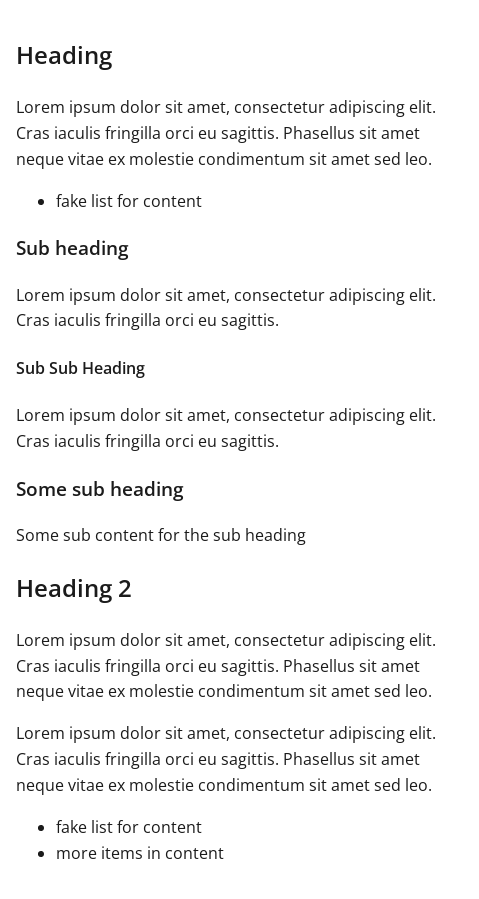 Heading
Lorem ipsum dolor sit amet, consectetur adipiscing elit.
Cras iaculis fringilla orci eu sagittis. Phasellus sit amet
neque vitae ex molestie condimentum sit amet sed leo.
• fake list for content
Sub heading
Lorem ipsum dolor sit amet, consectetur adipiscing elit.
Cras iaculis fringilla orci eu sagittis.
Sub Sub Heading
Lorem ipsum dolor sit amet, consectetur adipiscing elit.
Cras iaculis fringilla orci eu sagittis.
Some sub heading
Some sub content for the sub heading
Heading 2
Lorem ipsum dolor sit amet, consectetur adipiscing elit.
Cras iaculis fringilla orci eu sagittis. Phasellus sit amet
neque vitae ex molestie condimentum sit amet sed leo.
Lorem ipsum dolor sit amet, consectetur adipiscing elit.
Cras iaculis fringilla orci eu sagittis. Phasellus sit amet
neque vitae ex molestie condimentum sit amet sed leo.
• fake list for content
• more items in content